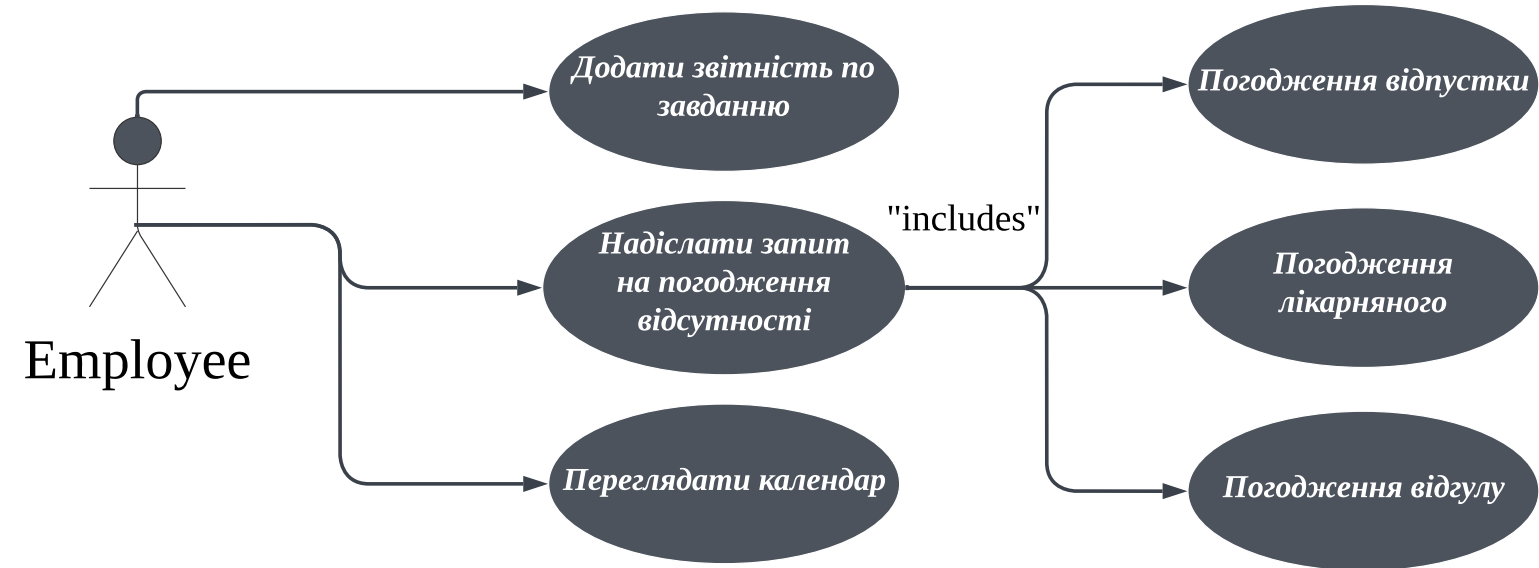 Додати звітність по
завданню
Погодження відпустки
"includes"
Надіслати запит
на погодження
відсутності
Погодження
лікарняного
Employee
Переглядати календар
Погодження відгулу